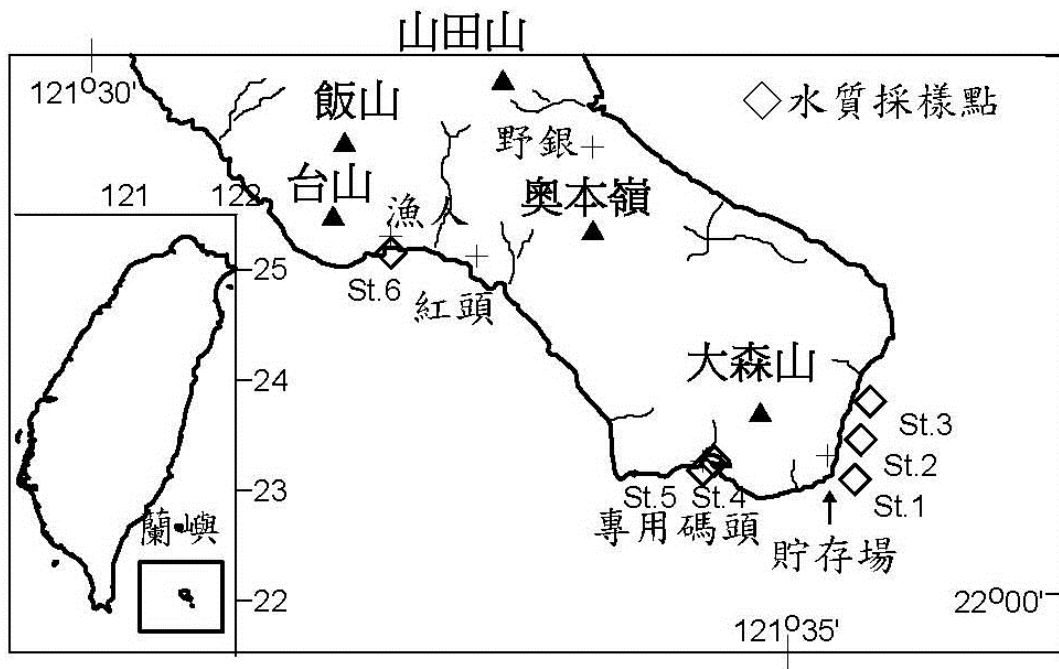 山田山
121°30'
飯山
◇水質採樣點
野銀
台山
漁人
奧本嶺
121
122
St.6
紅頭
25
24
大森山
St.3
St.2
St.1
St.5
St.4
23
專用碼頭
貯存場
蘭嶼
22
22°00'
121°35'